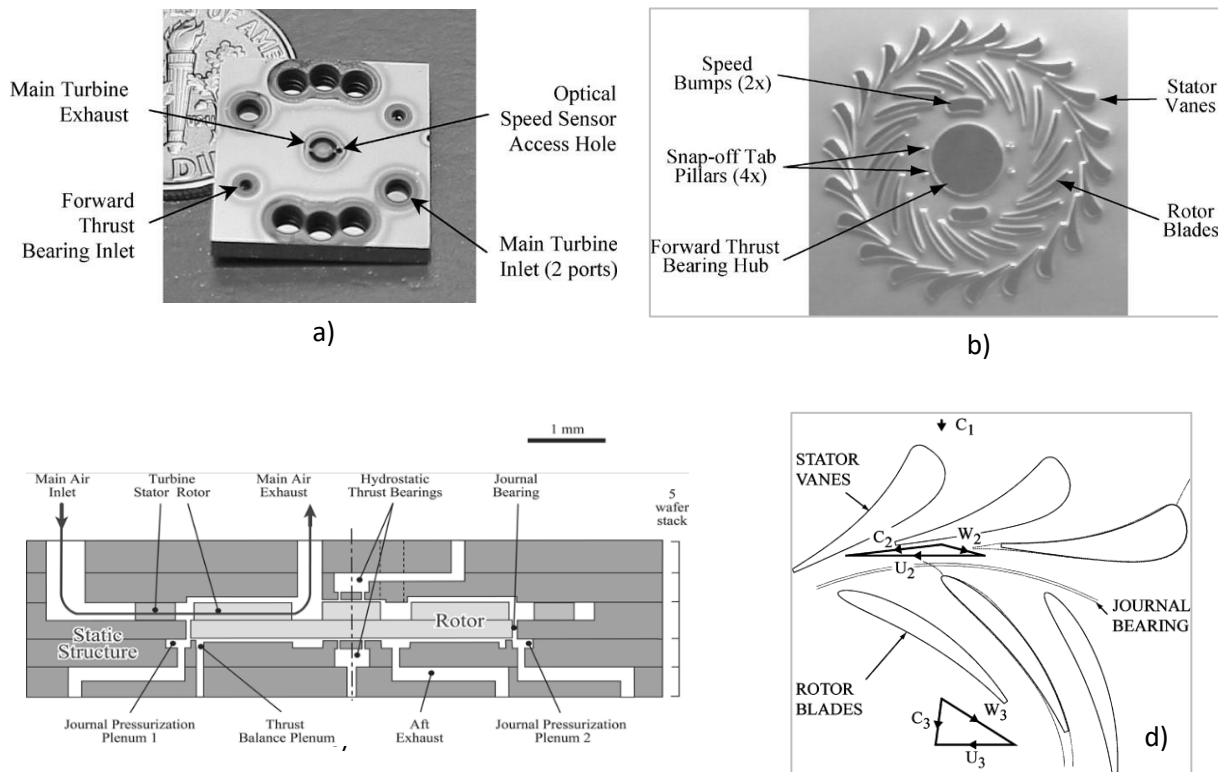 Main Turbine
Exhaust
Forward
Thrust
Bearing Inlet
Optical
Speed Sensor
Access Hole
Main Turbine
Inlet (2 ports)
a)
Speed
Bumps (2x)
Snap-off Tab
Pillars (4x)
Forward Thrust
Bearing Hub
Stator
Vanes
Rotor
Blades
b)
1 mm
Main Air
Inlet
Turbine
Stator Rotor
Main Air
Exhaust
Hydrostatic
Thrust Bearings
Journal
Bearing
5
wafer
stack
Static
Structure
Rotor
Journal Pressurization
Plenum 1
Thrust
Balance Plenum
Aft
Exhaust
Journal Pressurization
Plenum 2
C1
STATOR
VANES
C2
W2
U2
JOURNAL
BEARING
ROTOR
BLADES
C3
W3
U3
d)